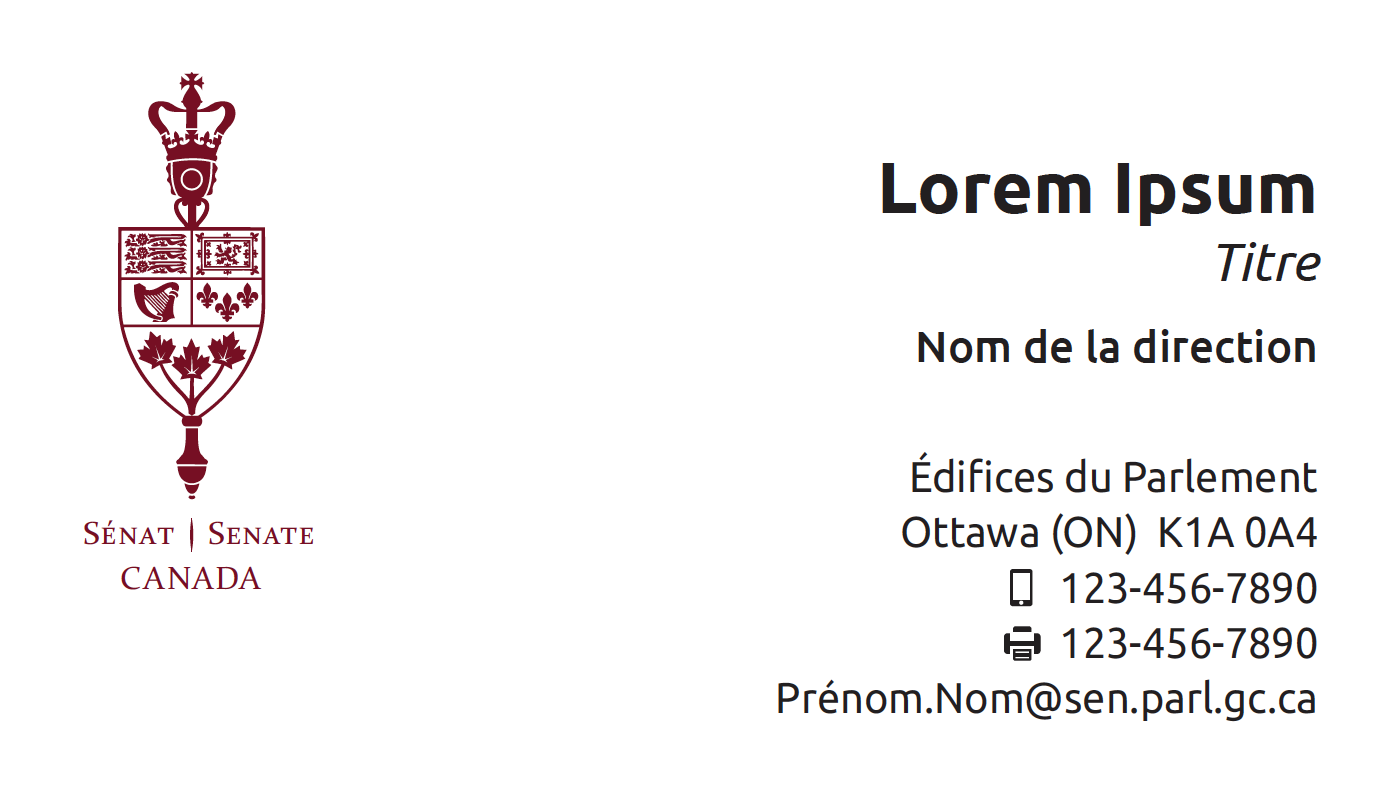 Sénat | Senate
CANADA
Lorem Ipsum
Titre
Nom de la direction
Édifices du Parlement
Ottawa (ON)  K1A 0A4
123-456-7890
123-456-7890
Prénom.Nom@sen.parl.gc.ca